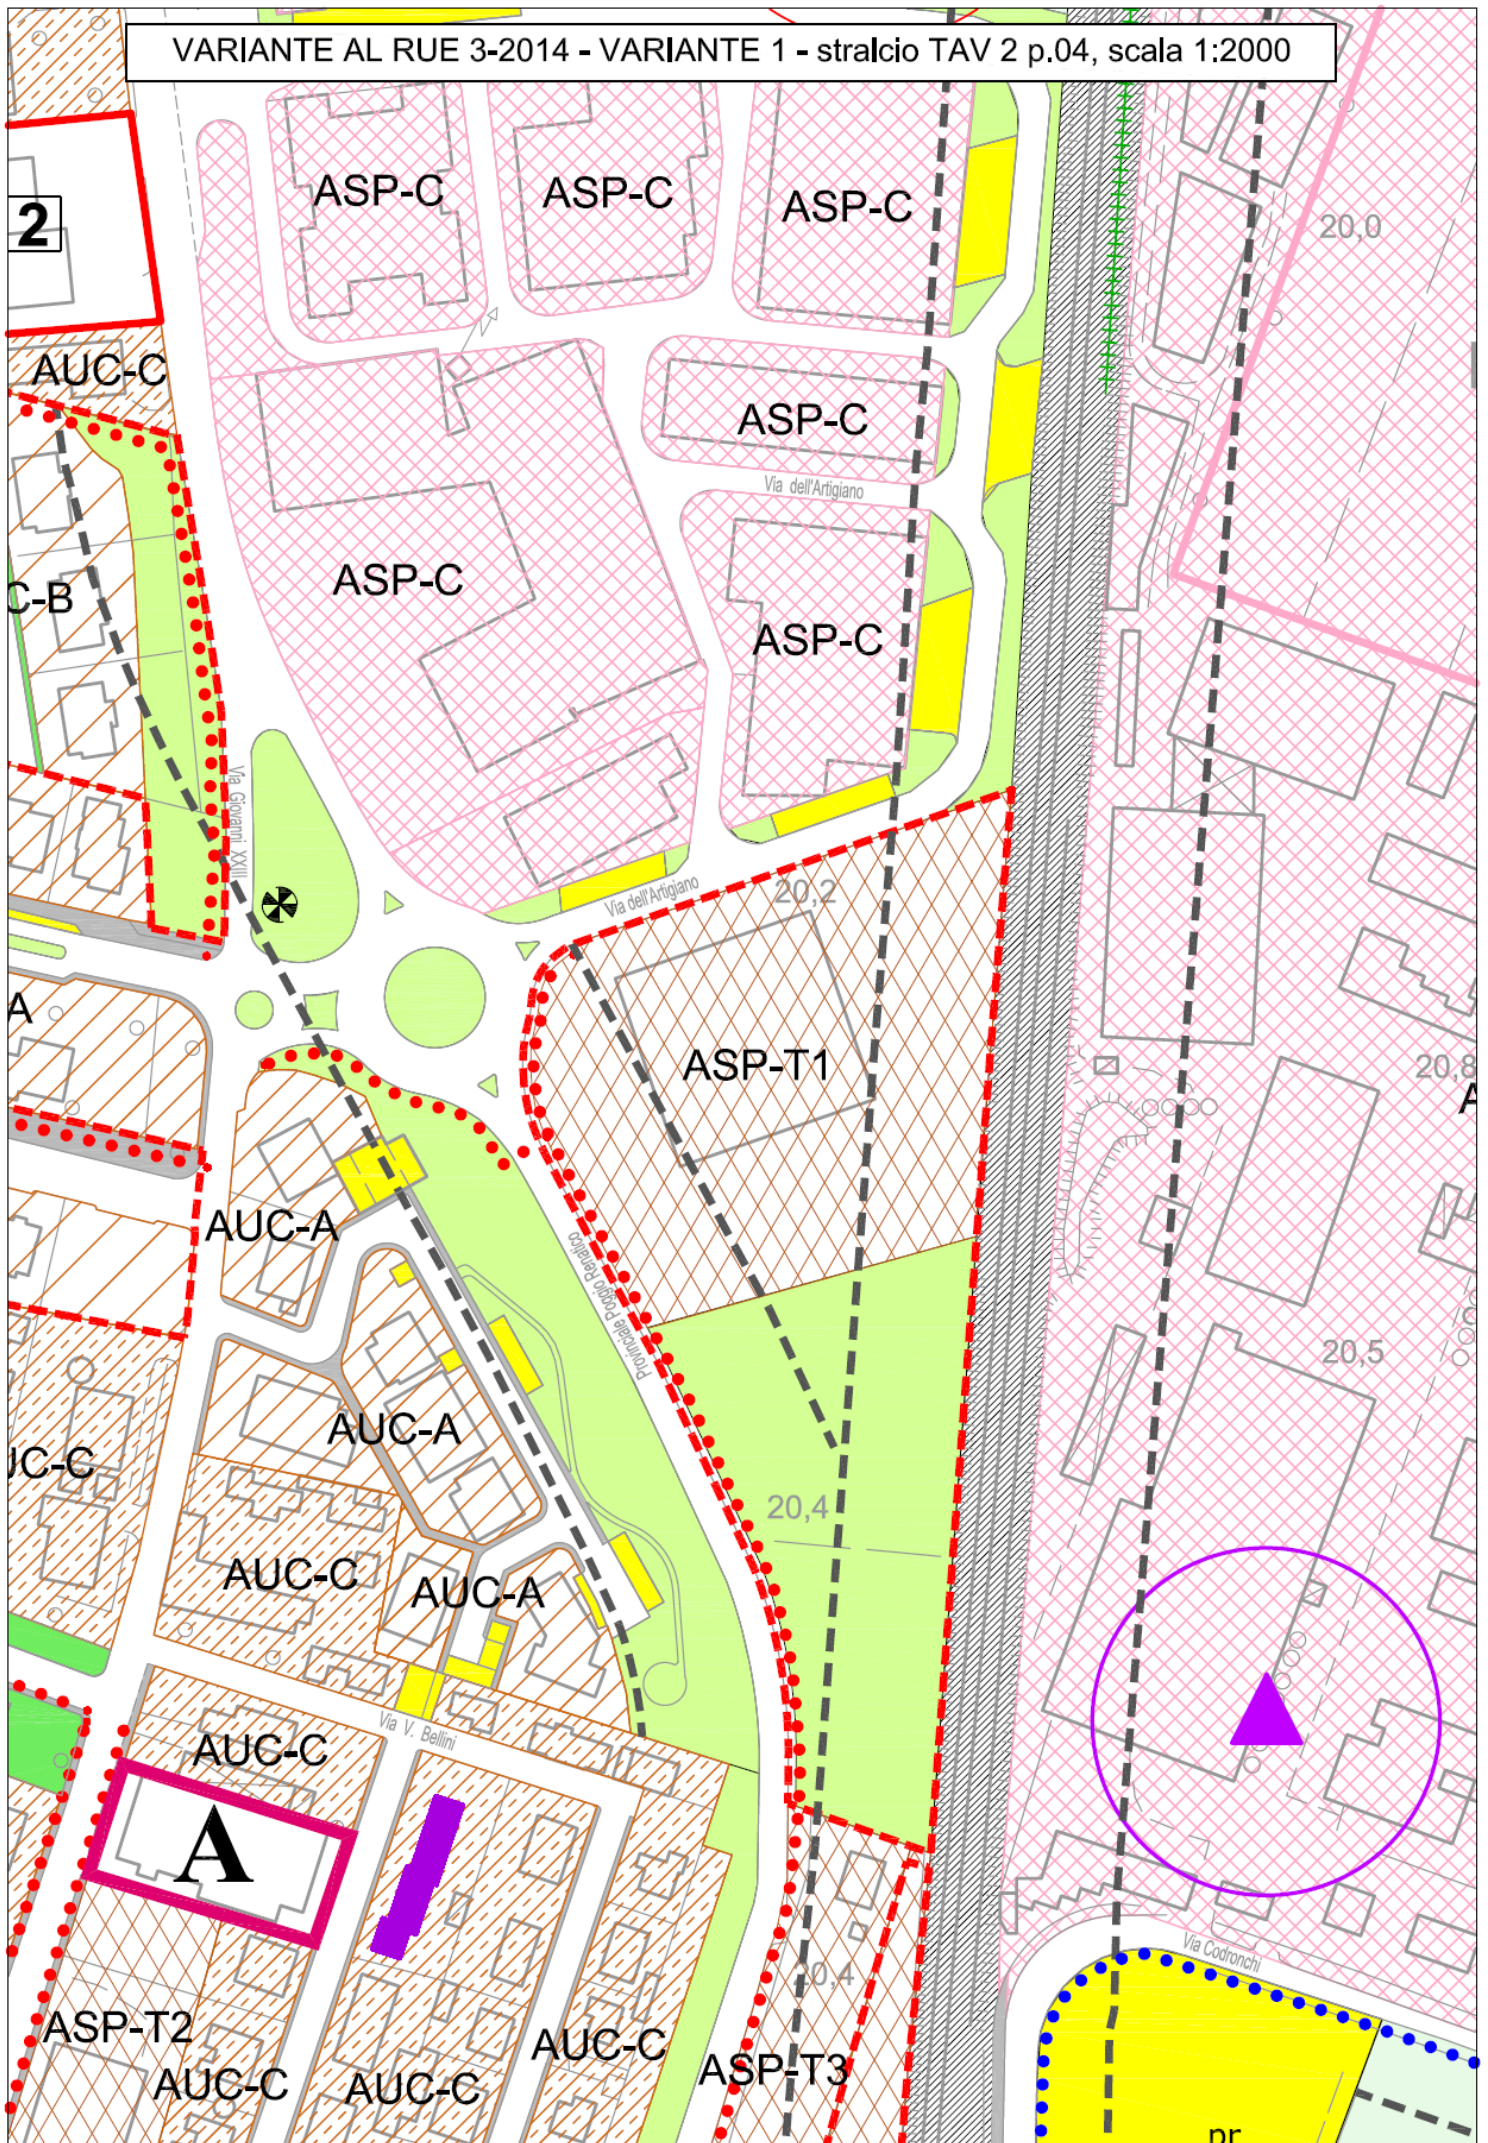 VARIANTE AL RUE 3-2014 - VARIANTE 1 - stralcio TAV 2 p.04, scala 1:2000
ASP-C
ASP-C
ASP-C
2
20,0
AUC-C
ASP-C
Via dell'Artigiano
ASP-C
C-B
ASP-C
Via Giovanni XXIII
20,2
Via dell'Artigiano
A
ASP-T1
20,8
A
AUC-A
Provinciale Poggio Renatico
20,5
AUC-A
UC-C
20,4
AUC-C
AUC-A
Via V. Bellini
AUC-C
A
Via Codronchi
20,4
ASP-T2
AUC-C
ASP-T3
AUC-C
AUC-C
pr